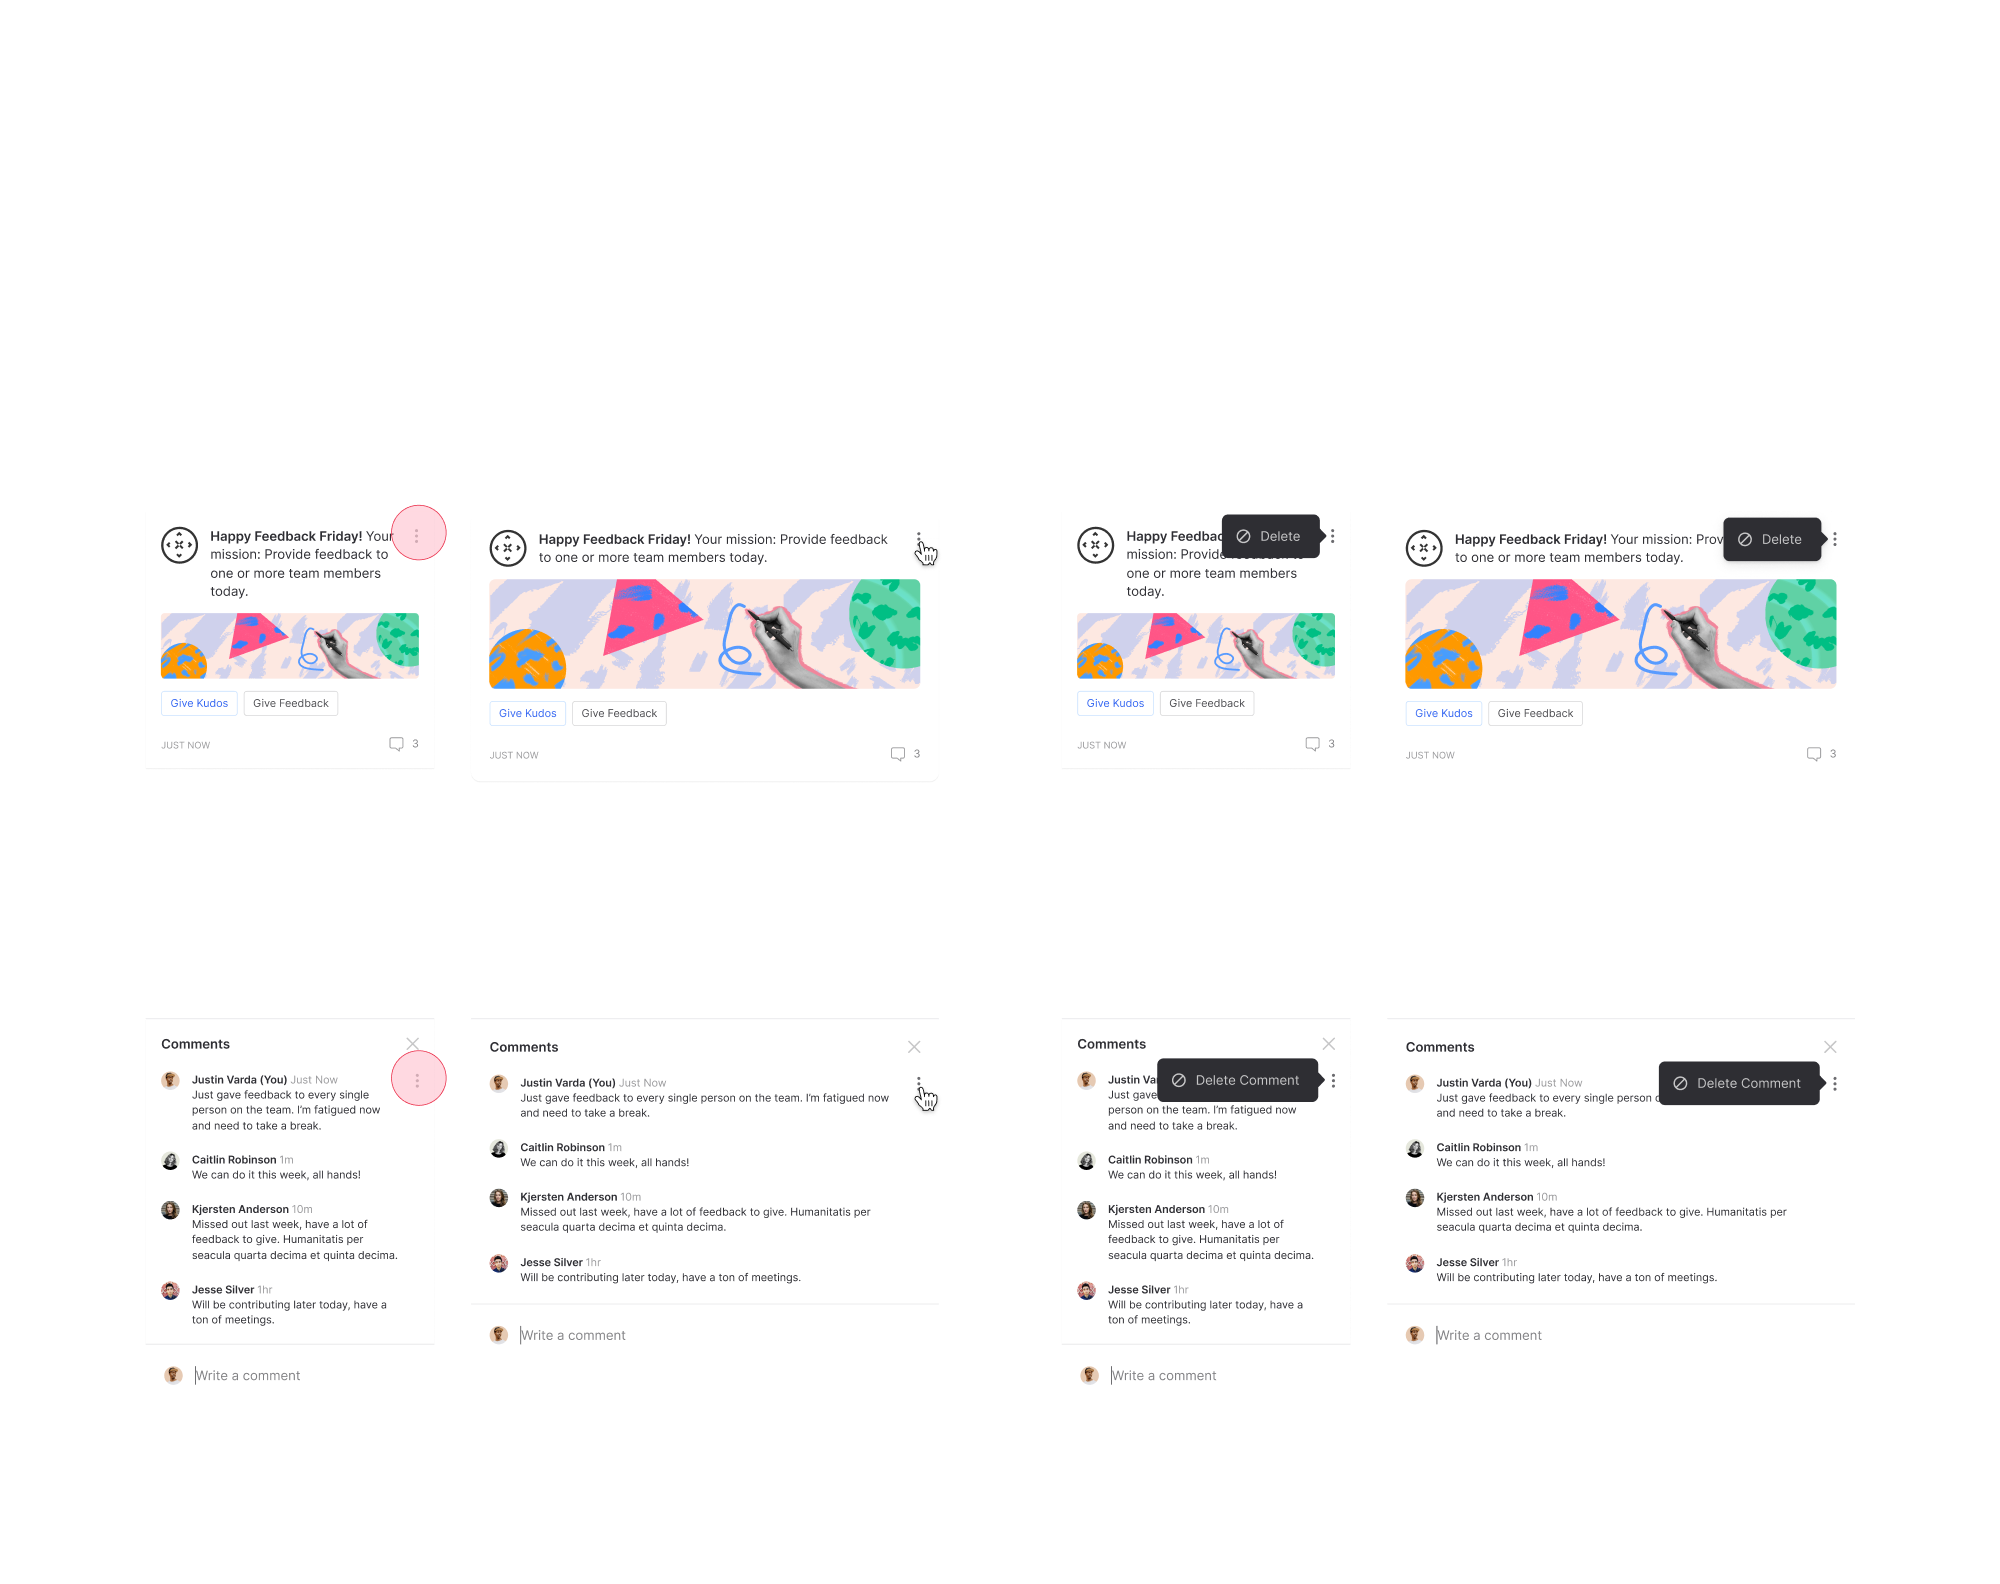 Happy Feedback Friday! Your
mission: Provide feedback to
one or more team members
today.
Give Kudos
Give Feedback
JUST NOW
3
Happy Feedback Friday! Your mission: Provide feedback
to one or more team members today.
Give Kudos
Give Feedback
JUST NOW
3
Happy Feedbac
Delete
mission: Provide
one or more team members
today.
Give Kudos
Give Feedback
JUST NOW
3
Happy Feedback Friday! Your mission: Prov
Delete
to one or more team members today.
Give Kudos
Give Feedback
JUST NOW
3
Comments
Justin Varda (You) Just Now
Just gave feedback to every single
person on the team. I'm fatigued now
and need to take a break.
Caitlin Robinson 1m
We can do it this week, all hands!
Kjersten Anderson 10m
Missed out last week, have a lot of
feedback to give. Humanitatis per
seacula quarta decima et quinta decima.
Jesse Silver 1hr
Will be contributing later today, have a
ton of meetings.
Write a comment
Comments
Justin Varda (You) Just Now
Just gave feedback to every single person on the team. I'm fatigued now
and need to take a break.
Caitlin Robinson 1m
We can do it this week, all hands!
Kjersten Anderson 10m
Missed out last week, have a lot of feedback to give. Humanitatis per
seacula quarta decima et quinta decima.
Jesse Silver 1hr
Will be contributing later today, have a ton of meetings.
Write a comment
Comments
Justin Va
Delete Comment
Just gave
person on the team. I'm fatigued now
and need to take a break.
Caitlin Robinson 1m
We can do it this week, all hands!
Kjersten Anderson 10m
Missed out last week, have a lot of
feedback to give. Humanitatis per
seacula quarta decima et quinta decima.
Jesse Silver 1hr
Will be contributing later today, have a
ton of meetings.
Write a comment
Comments
Justin Varda (You) Just Now
Delete Comment
Just gave feedback to every single person o
and need to take a break.
Caitlin Robinson 1m
We can do it this week, all hands!
Kjersten Anderson 10m
Missed out last week, have a lot of feedback to give. Humanitatis per
seacula quarta decima et quinta decima.
Jesse Silver 1hr
Will be contributing later today, have a ton of meetings.
Write a comment